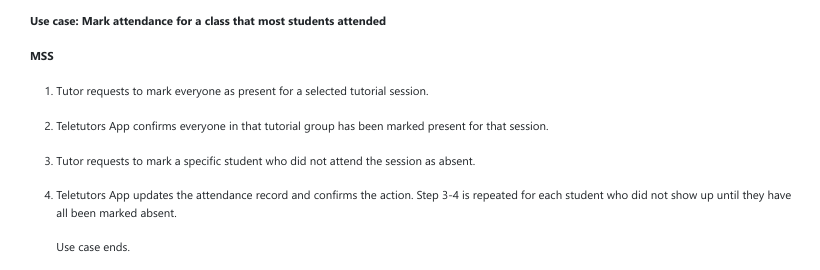 Use case: Mark attendance for a class that most students attended
MSS
1. Tutor requests to mark everyone as present for a selected tutorial session.
2. Teletutors App confirms everyone in that tutorial group has been marked present for that session.
3. Tutor requests to mark a specific student who did not attend the session as absent.
4. Teletutors App updates the attendance record and confirms the action. Step 3-4 is repeated for each student who did not show up until they have
all been marked absent.
Use case ends.